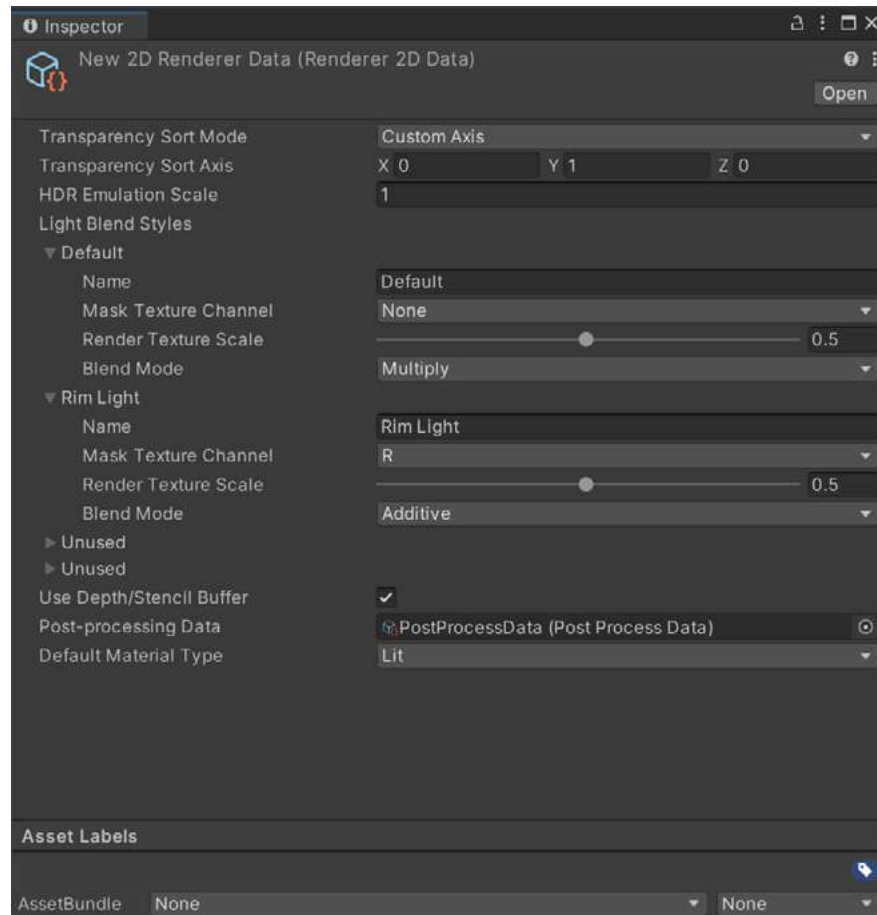 Inspector
New 2D Renderer Data (Renderer 2D Data)
Open
Transparency Sort Mode Custom Axis
Transparency Sort Axis X 0 Y 1 Z 0
HDR Emulation Scale 1
Light Blend Styles
Default
Name Default
Mask Texture Channel None
Render Texture Scale 0.5
Blend Mode Multiply
Rim Light
Name Rim Light
Mask Texture Channel R
Render Texture Scale 0.5
Blend Mode Additive
Unused
Unused
Use Depth/Stencil Buffer
Post-processing Data PostProcessData (Post Process Data)
Default Material Type Lit
Asset Labels
AssetBundle None None